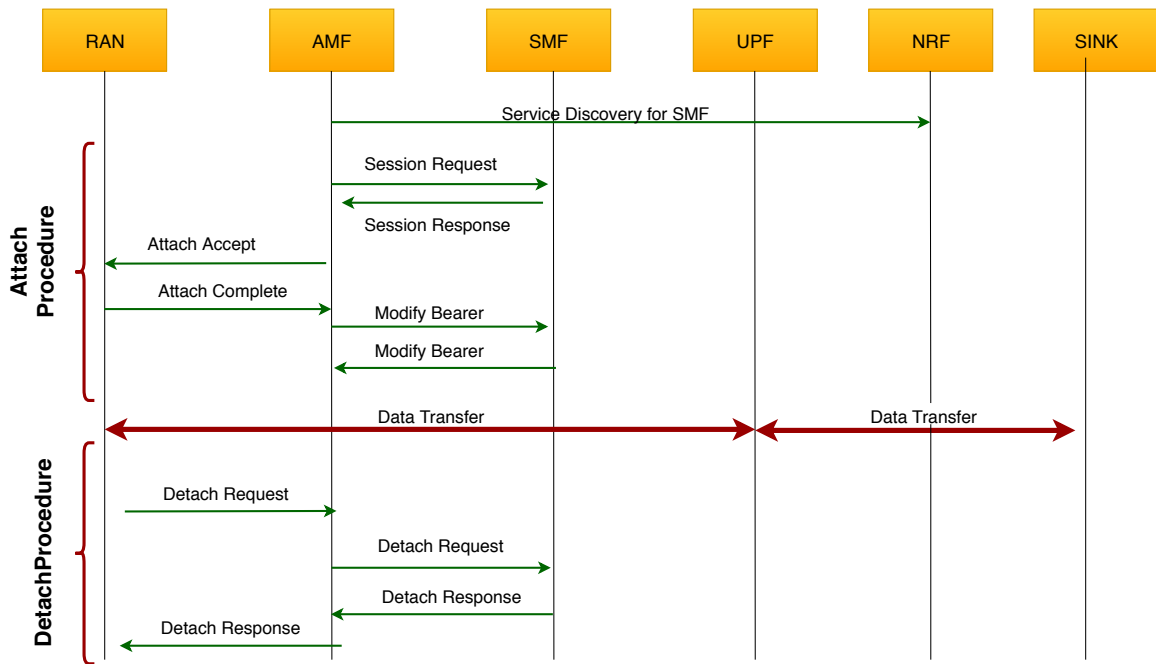 RAN
AMF
SMF
UPF
NRF
SINK
Service Discovery for SMF
Session Request
Session Response
Attach Accept
Attach Complete
Modify Bearer
Modify Bearer
Attach
Procedure
Data Transfer
Data Transfer
Detach Request
Detach Request
Detach Response
Detach Response
DetachProcedure